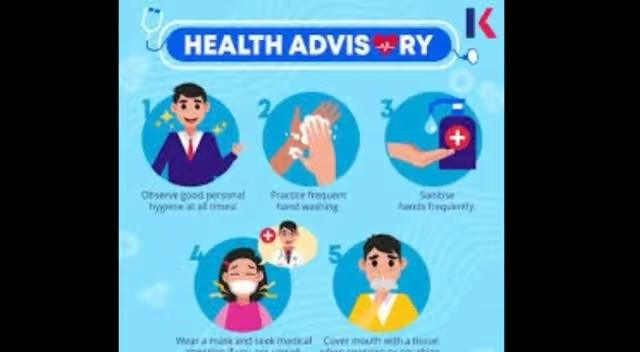 K
HEALTH ADVISORY
1
2
3
Observe good personal
hygiene at all times!
Practice frequent
hand washing
Sanitise
hands frequently
4
5
Wear a mask and seek medical
Cover mouth with a tissue